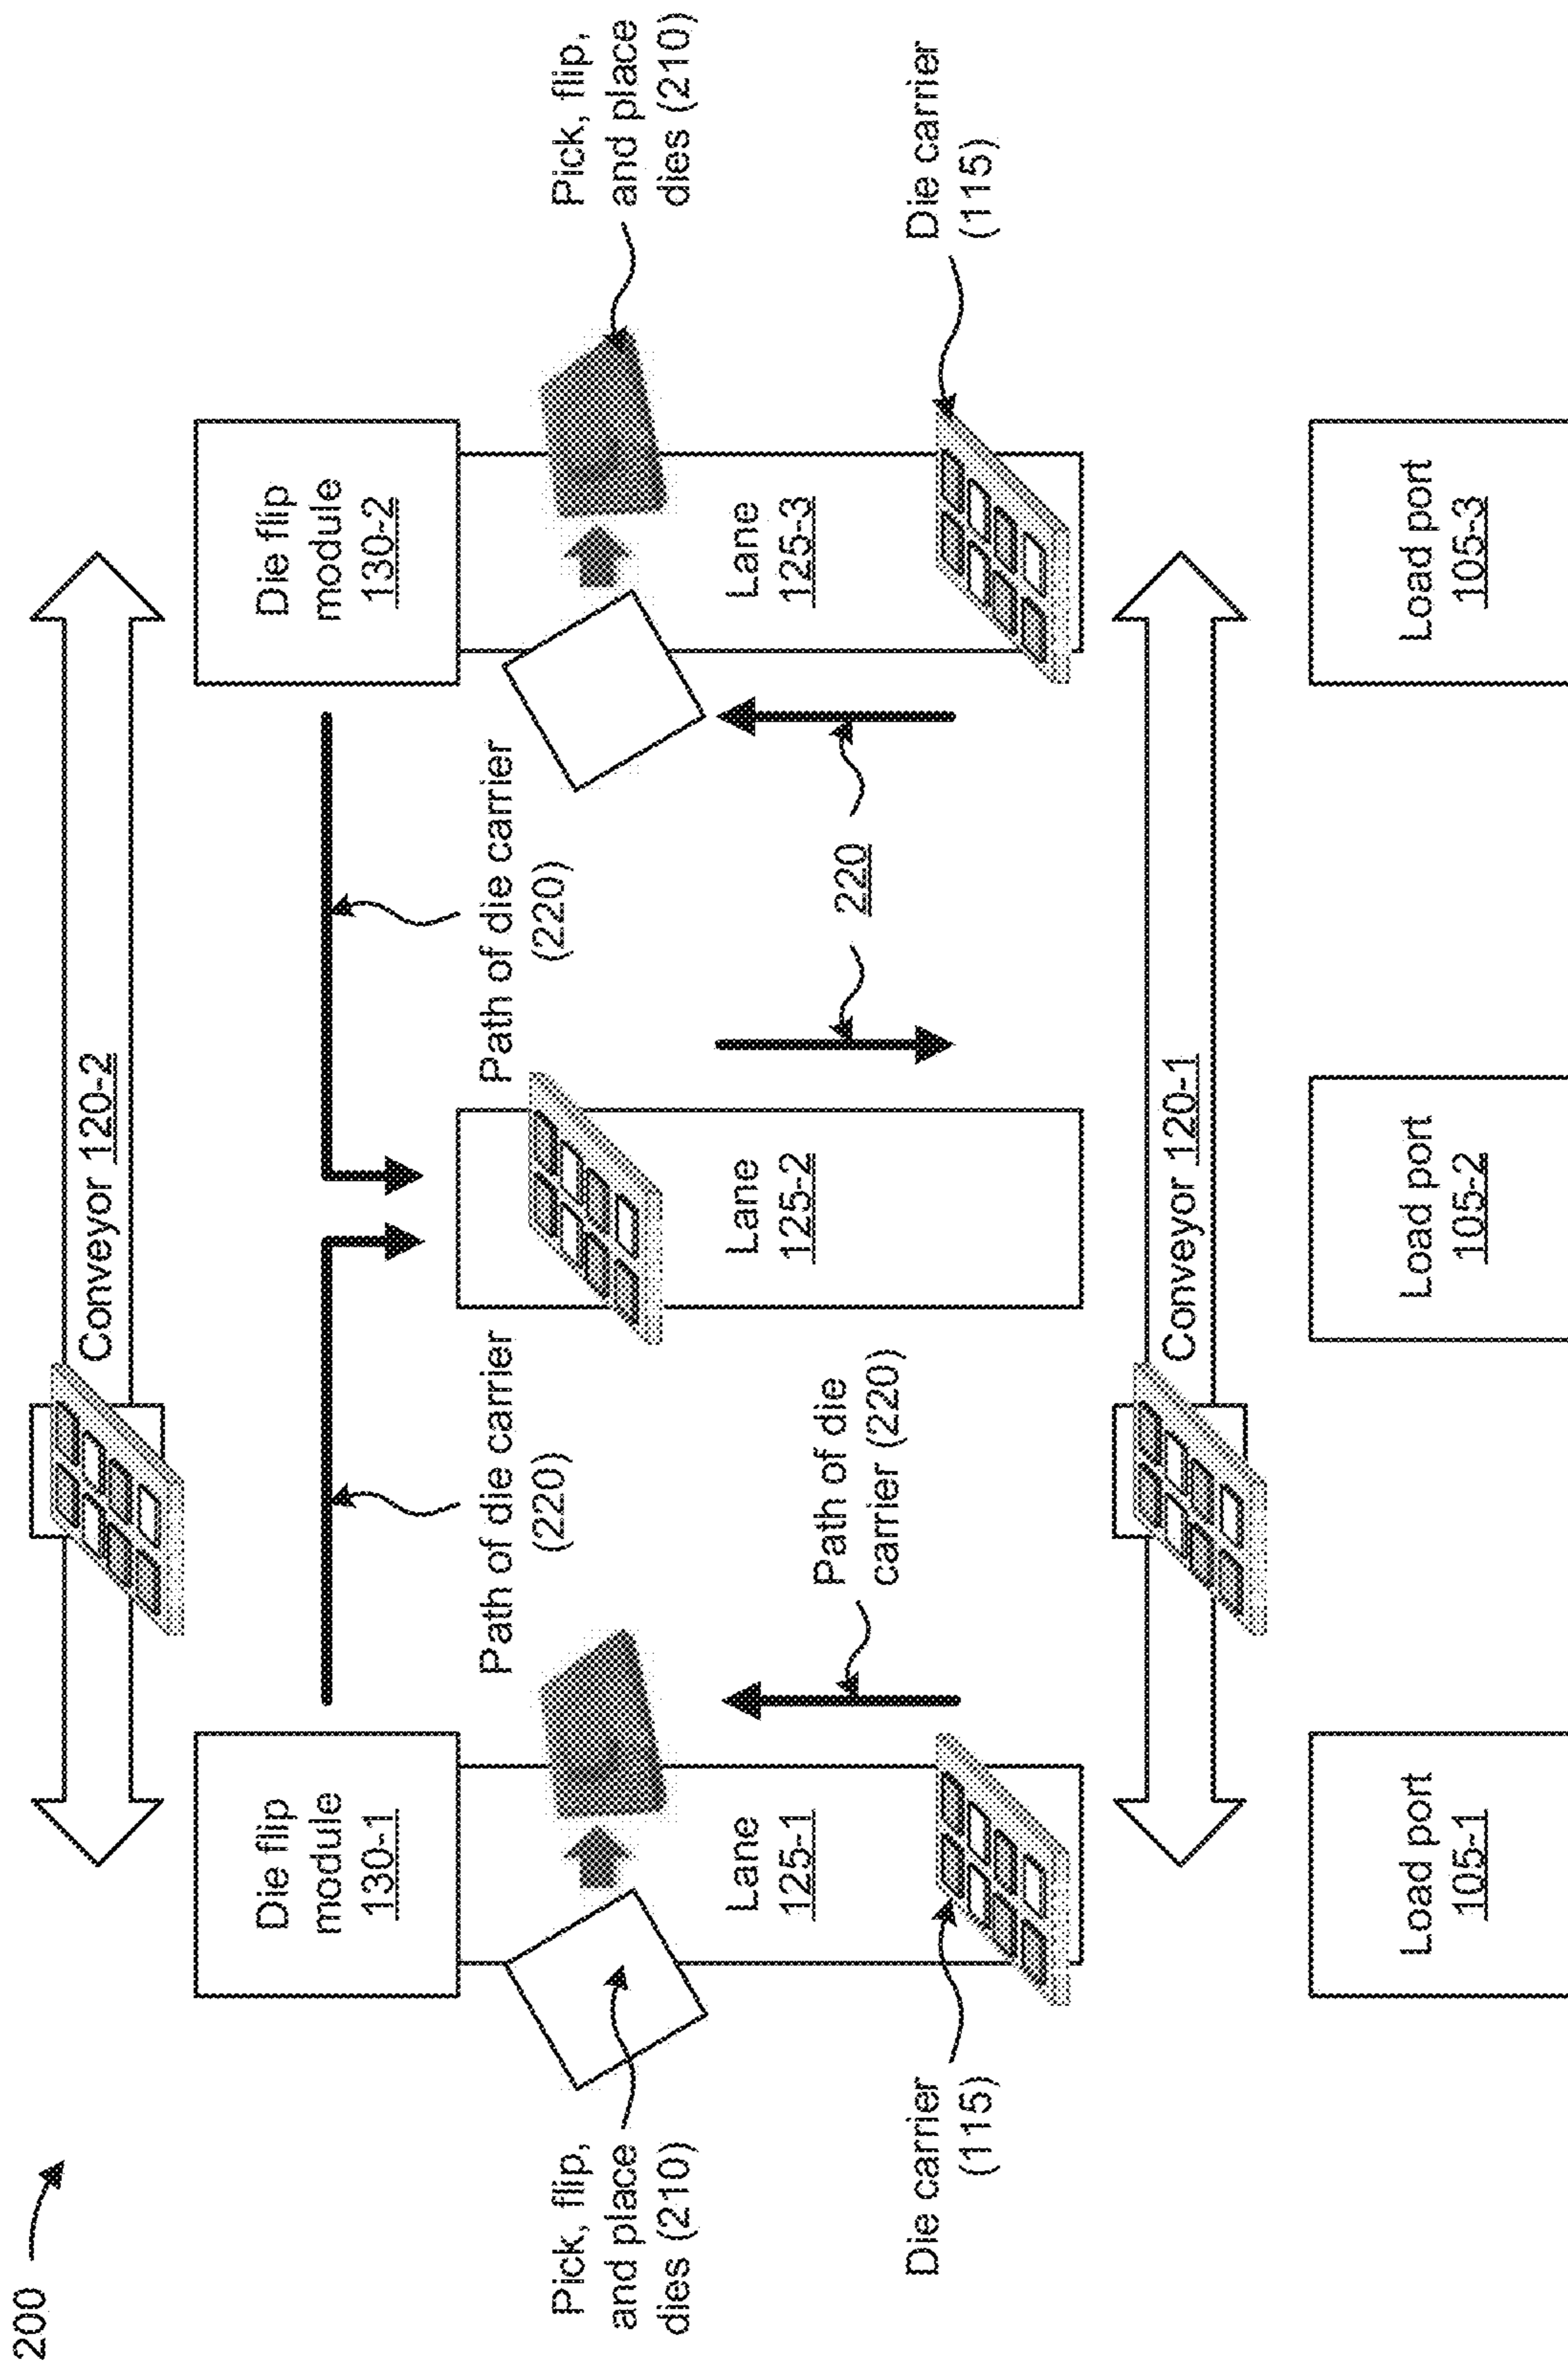 200
Conveyor 120-2
Die flip
module
130-1
Die flip
module
130-2
Path of die carrier
(220)
Path of die carrier
(220)
Pick, flip,
and place
dies (210)
Pick, flip,
and place
dies (210)
Lane
125-1
Lane
125-2
Lane
125-3
Path of die
carrier (220)
220
Die carrier
(115)
Die carrier
(115)
Conveyor 120-1
Load port
105-1
Load port
105-2
Load port
105-3